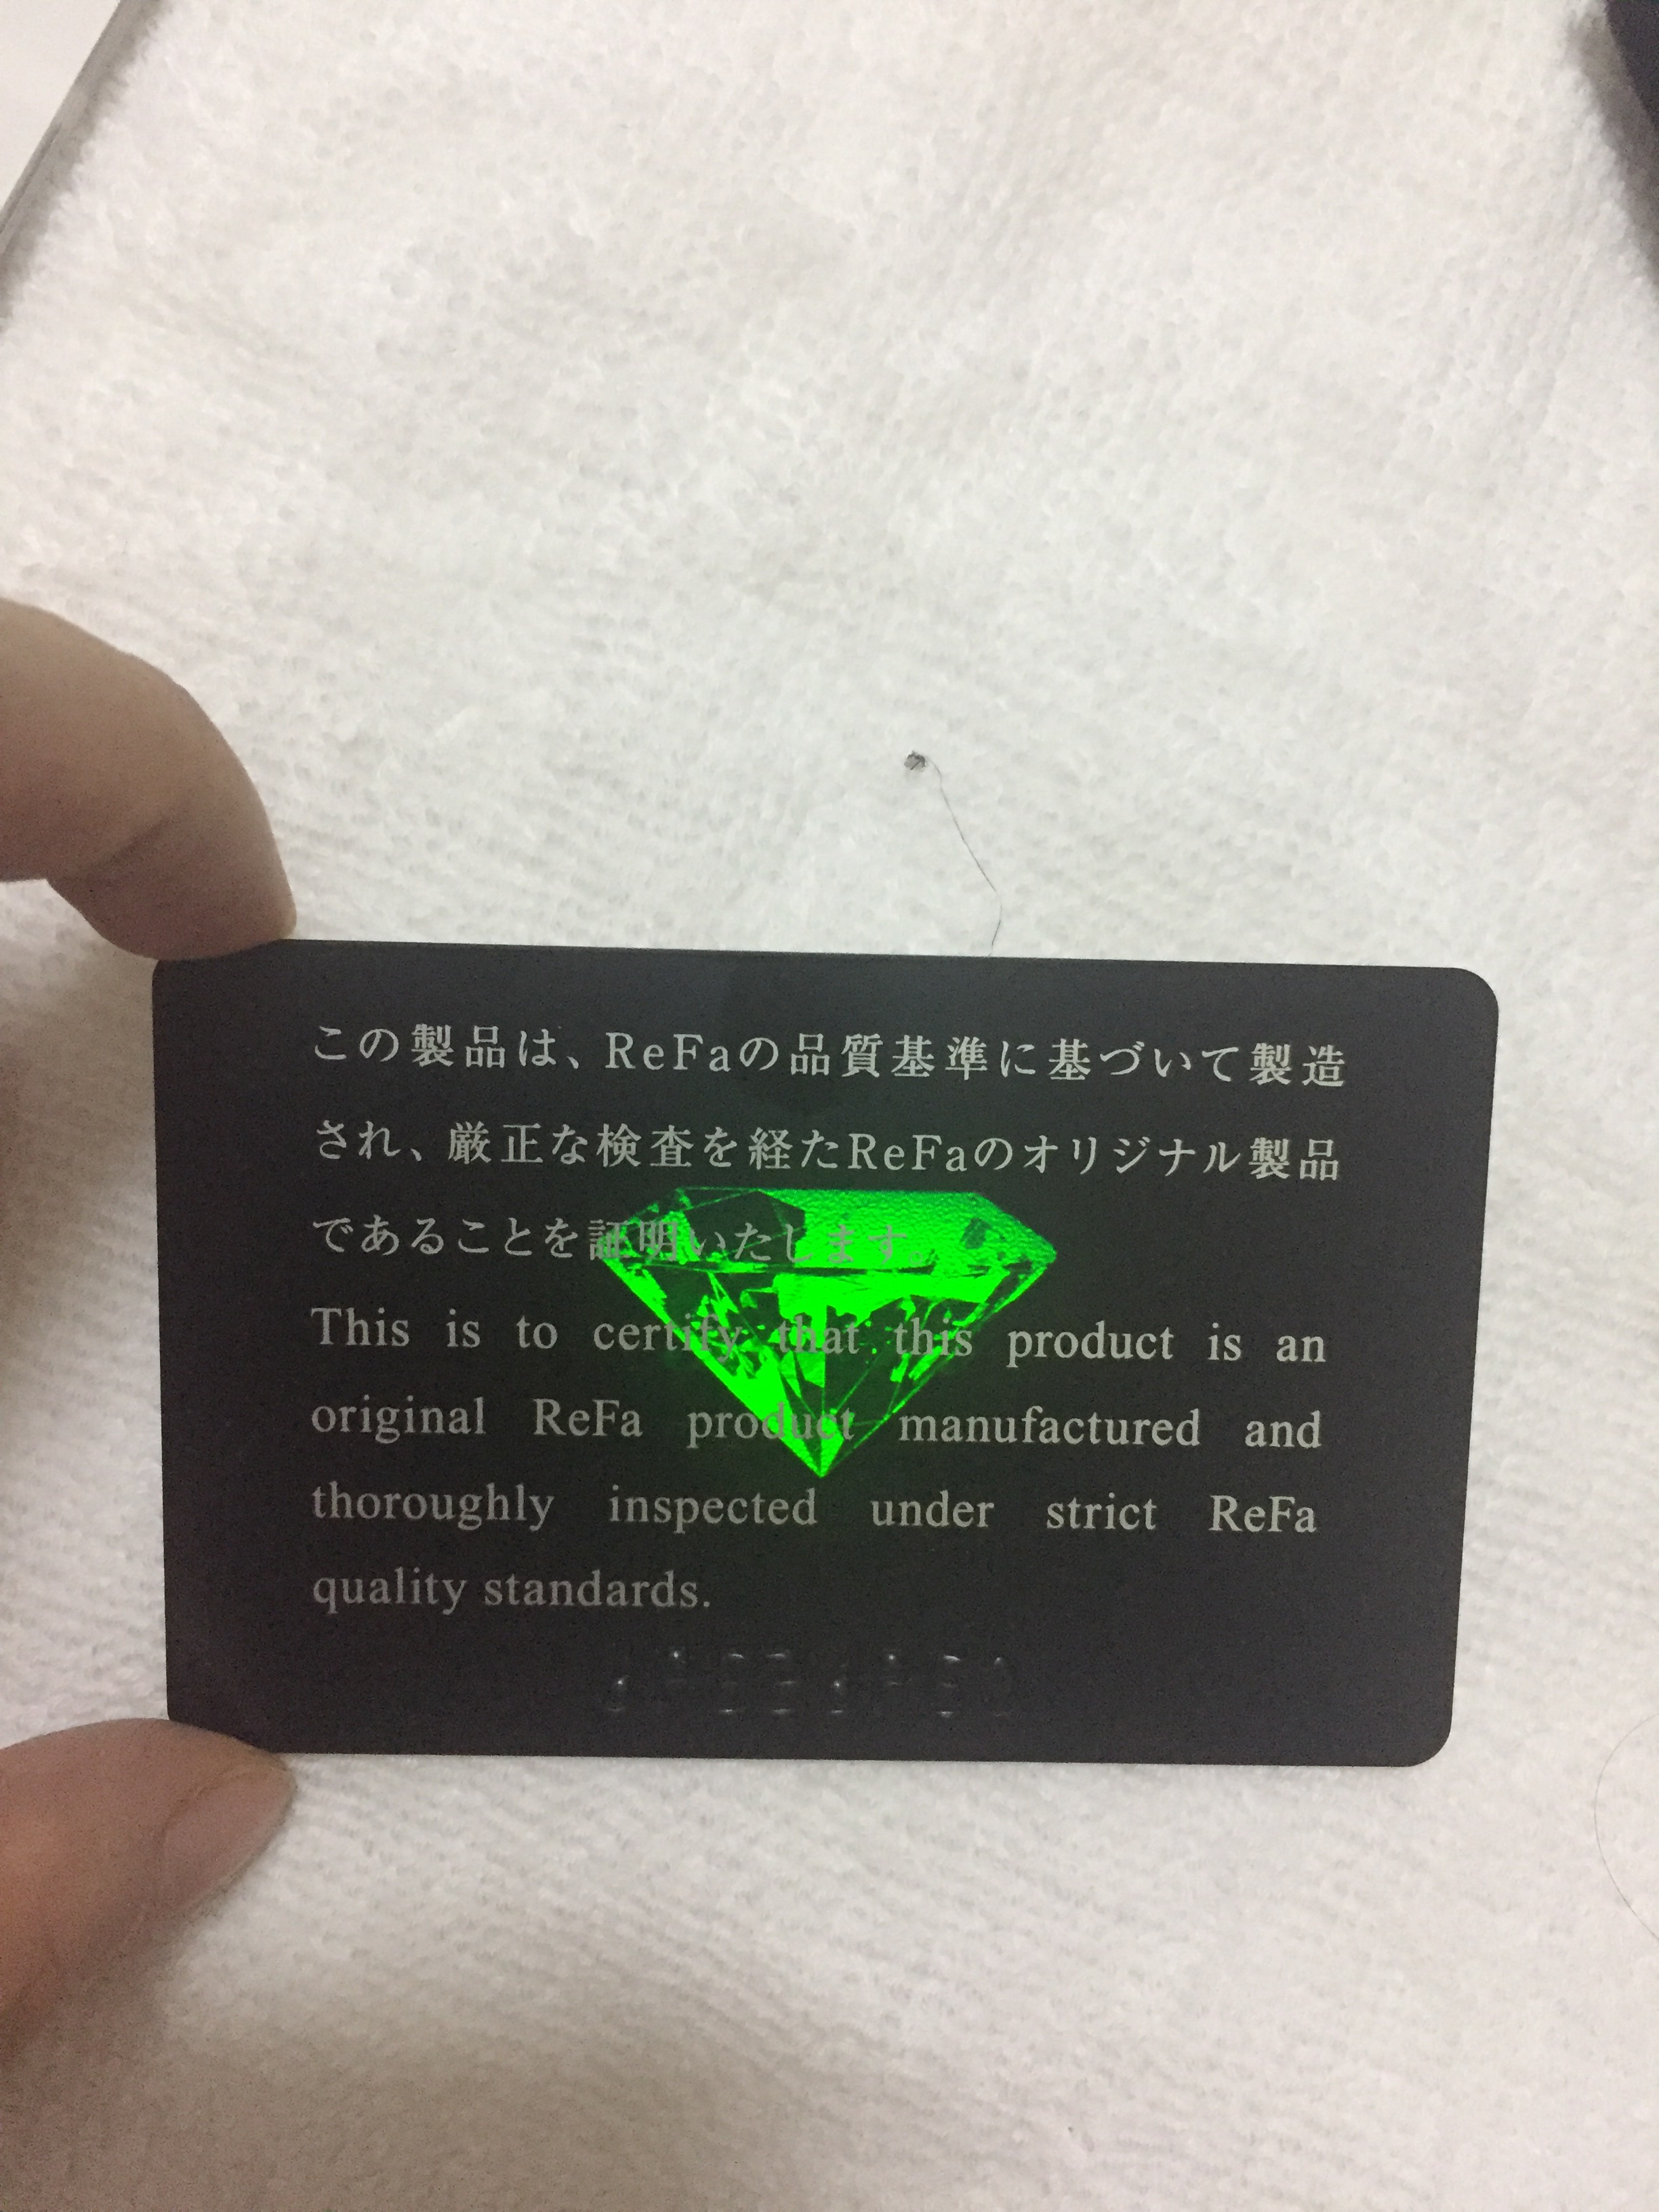 この製品は、ReFaの品質基準に基づいて製造
され、厳正な検査を経たReFaのオリジナル製品
であることを証明いたします。
This is to certify that this product is an
original ReFa product manufactured and
thoroughly inspected under strict ReFa
quality standards.